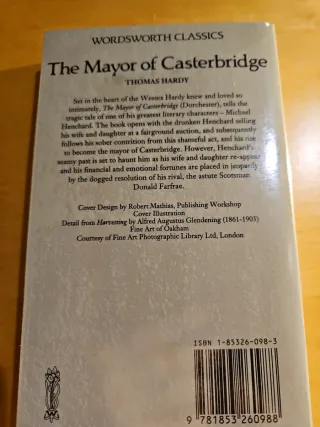 WORDSWORTH CLASSICS
The Mayor of Casterbridge
THOMAS HARDY
Set in the heart of the Wessex Hardy knew and loved so
intimately, The Mayor of Casterbridge (Dorchester), tells the
tragic tale of one of his greatest literary characters – Michael
Henchard. The book opens with the drunken Henchard selling
his wife and daughter at a fairground auction, and subsequently
follows his sober contrition from this shameful act, and his rise
to become the mayor of Casterbridge. However, Henchard's
seamy past is set to haunt him as his wife and daughter re-appear
and his financial and emotional fortunes are placed in jeopardy
by the dogged resolution of his rival, the astute Scotsman
Donald Farfrae.
Cover Design by Robert Mathias, Publishing Workshop
Cover Illustration
Detail from Harvesting by Alfred Augustus Glendening (1861-1903)
Fine Art of Oakham
Courtesy of Fine Art Photographic Library Ltd, London
ISBN 1-85326-098-3
9 781853 260988